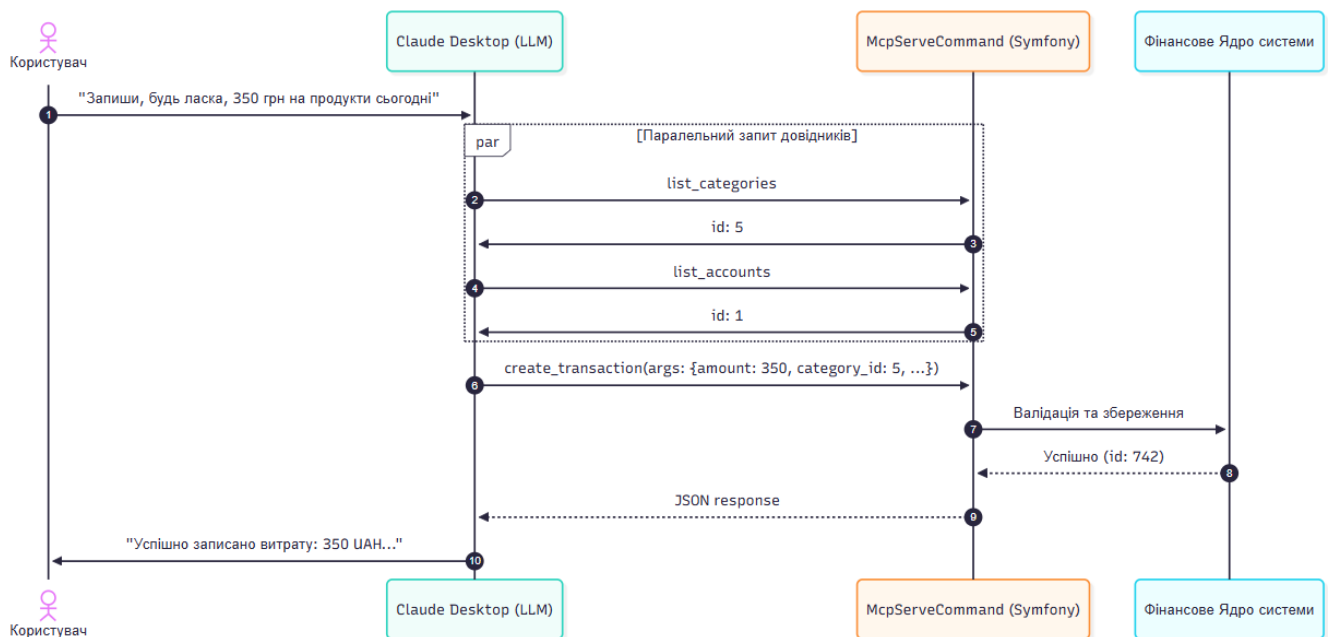 Користувач
Claude Desktop (LLM)
McpServeCommand (Symfony)
Фінансове Ядро системи
1
"Запиши, будь ласка, 350 грн на продукти сьогодні"
par
[Паралельний запит довідників]
2
list_categories
id: 5
3
4
list_accounts
id: 1
5
6
create_transaction(args: {amount: 350, category_id: 5, ...})
7
Валідація та збереження
Успішно (id: 742)
8
JSON response
9
"Успішно записано витрату: 350 UAH..."
10
Користувач
Claude Desktop (LLM)
McpServeCommand (Symfony)
Фінансове Ядро системи